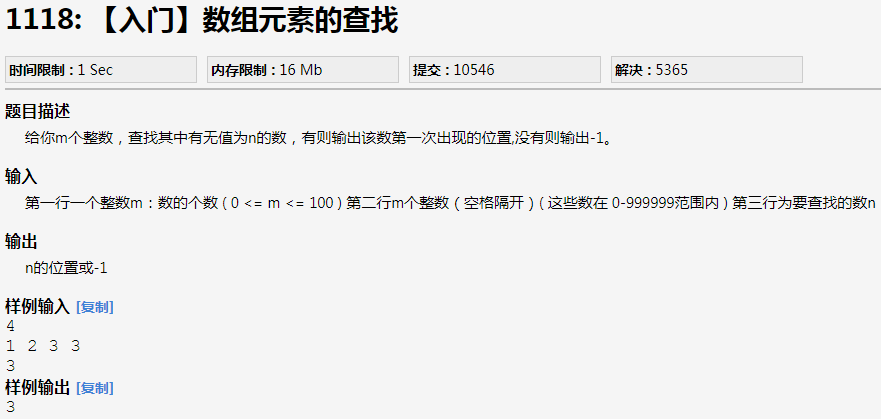 1118: 【入门】数组元素的查找
时间限制 : 1 Sec 内存限制 : 16 Mb 提交 : 10546 解决 : 5365
题目描述
给你m个整数，查找其中有无值为n的数，有则输出该数第一次出现的位置,没有则输出-1。
输入
第一行一个整数m：数的个数 ( 0 <= m <= 100 ) 第二行m个整数（空格隔开）( 这些数在 0-999999范围内 ) 第三行为要查找的数n
输出
n的位置或-1
样例输入 [复制]
4
1 2 3 3
3
样例输出 [复制]
3